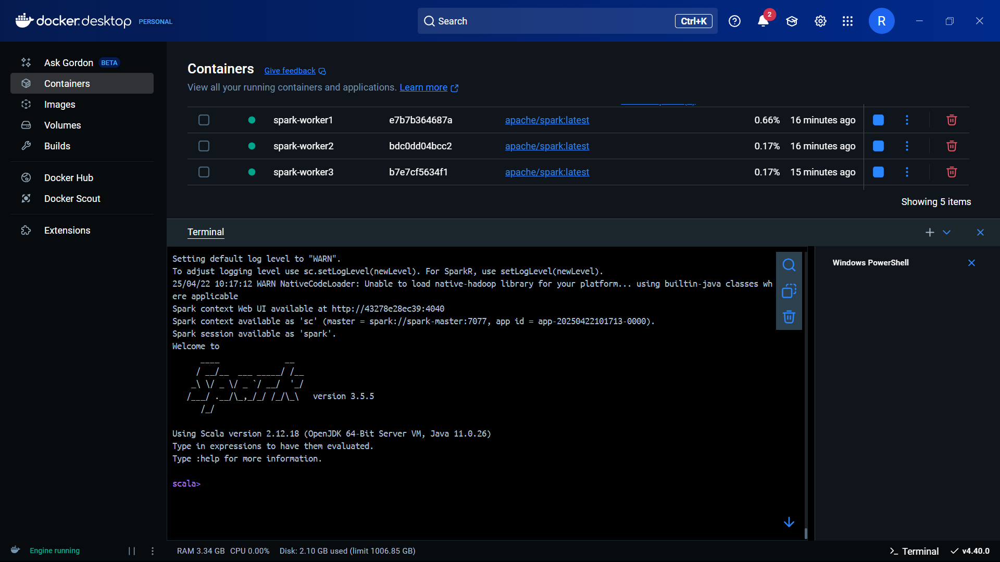 docker.desktop PERSONAL
Search
Ctrl+K
2
R
Ask Gordon BETA
Containers
Images
Volumes
Builds
Docker Hub
Docker Scout
Extensions
Containers Give feedback
View all your running containers and applications. Learn more
spark-worker1 e7b7b364687a apache/spark:latest 0.66% 16 minutes ago
spark-worker2 bdc0dd04bcc2 apache/spark:latest 0.17% 16 minutes ago
spark-worker3 b7e7cf5634f1 apache/spark:latest 0.17% 15 minutes ago
Showing 5 items
Terminal
Setting default log level to "WARN".
To adjust logging level use sc.setLogLevel(newLevel). For SparkR, use setLogLevel(newLevel).
25/04/22 10:17:12 WARN NativeCodeLoader: Unable to load native-hadoop library for your platform... using builtin-java classes wh
ere applicable
Spark context Web UI available at http://43278e28ec39:4040
Spark context available as 'sc' (master = spark://spark-master:7077, app id = app-20250422101713-0000).
Spark session available as 'spark'.
Welcome to
      ____              __
     / __/__  ___ _____/ /__
    _\ \/ _ \/ _ `/ __/  '_/
   /___/ .__/\_,_/_/ /_/\_\   version 3.5.5
      /_/
Using Scala version 2.12.18 (OpenJDK 64-Bit Server VM, Java 11.0.26)
Type in expressions to have them evaluated.
Type :help for more information.
scala>
Windows PowerShell
Engine running
RAM 3.34 GB CPU 0.00% Disk: 2.10 GB used (limit 1006.85 GB)
>_ Terminal
v4.40.0